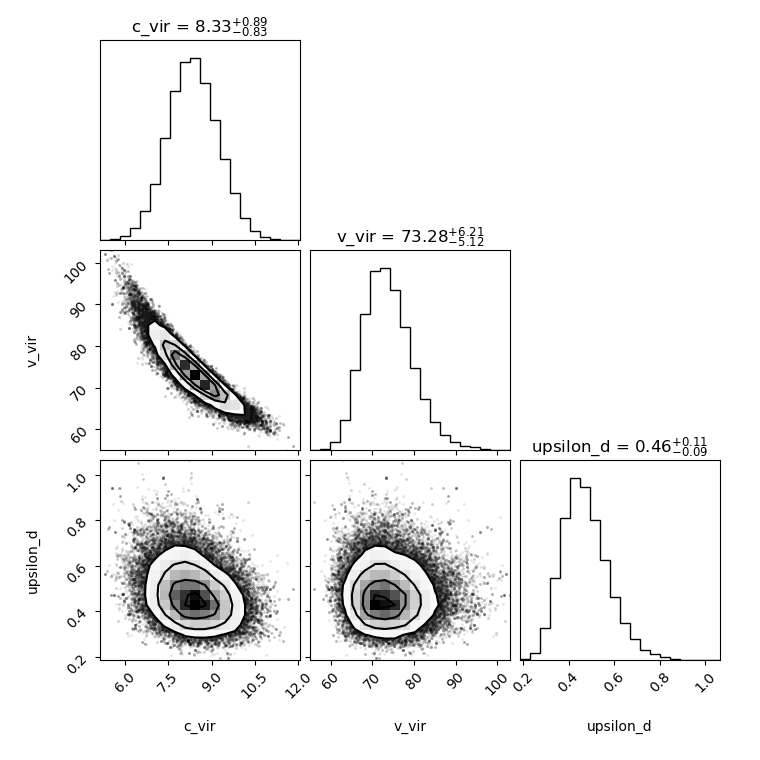 c_vir = 8.33+0.89−0.83
v_vir = 73.28+6.21−5.12
upsilon_d = 0.46+0.11−0.09
v_vir
100
90
80
70
60
upsilon_d
1.0
0.8
0.6
0.4
0.2
6.0 7.5 9.0 10.5 12.0
60 70 80 90 100
0.2 0.4 0.6 0.8 1.0
c_vir
v_vir
upsilon_d